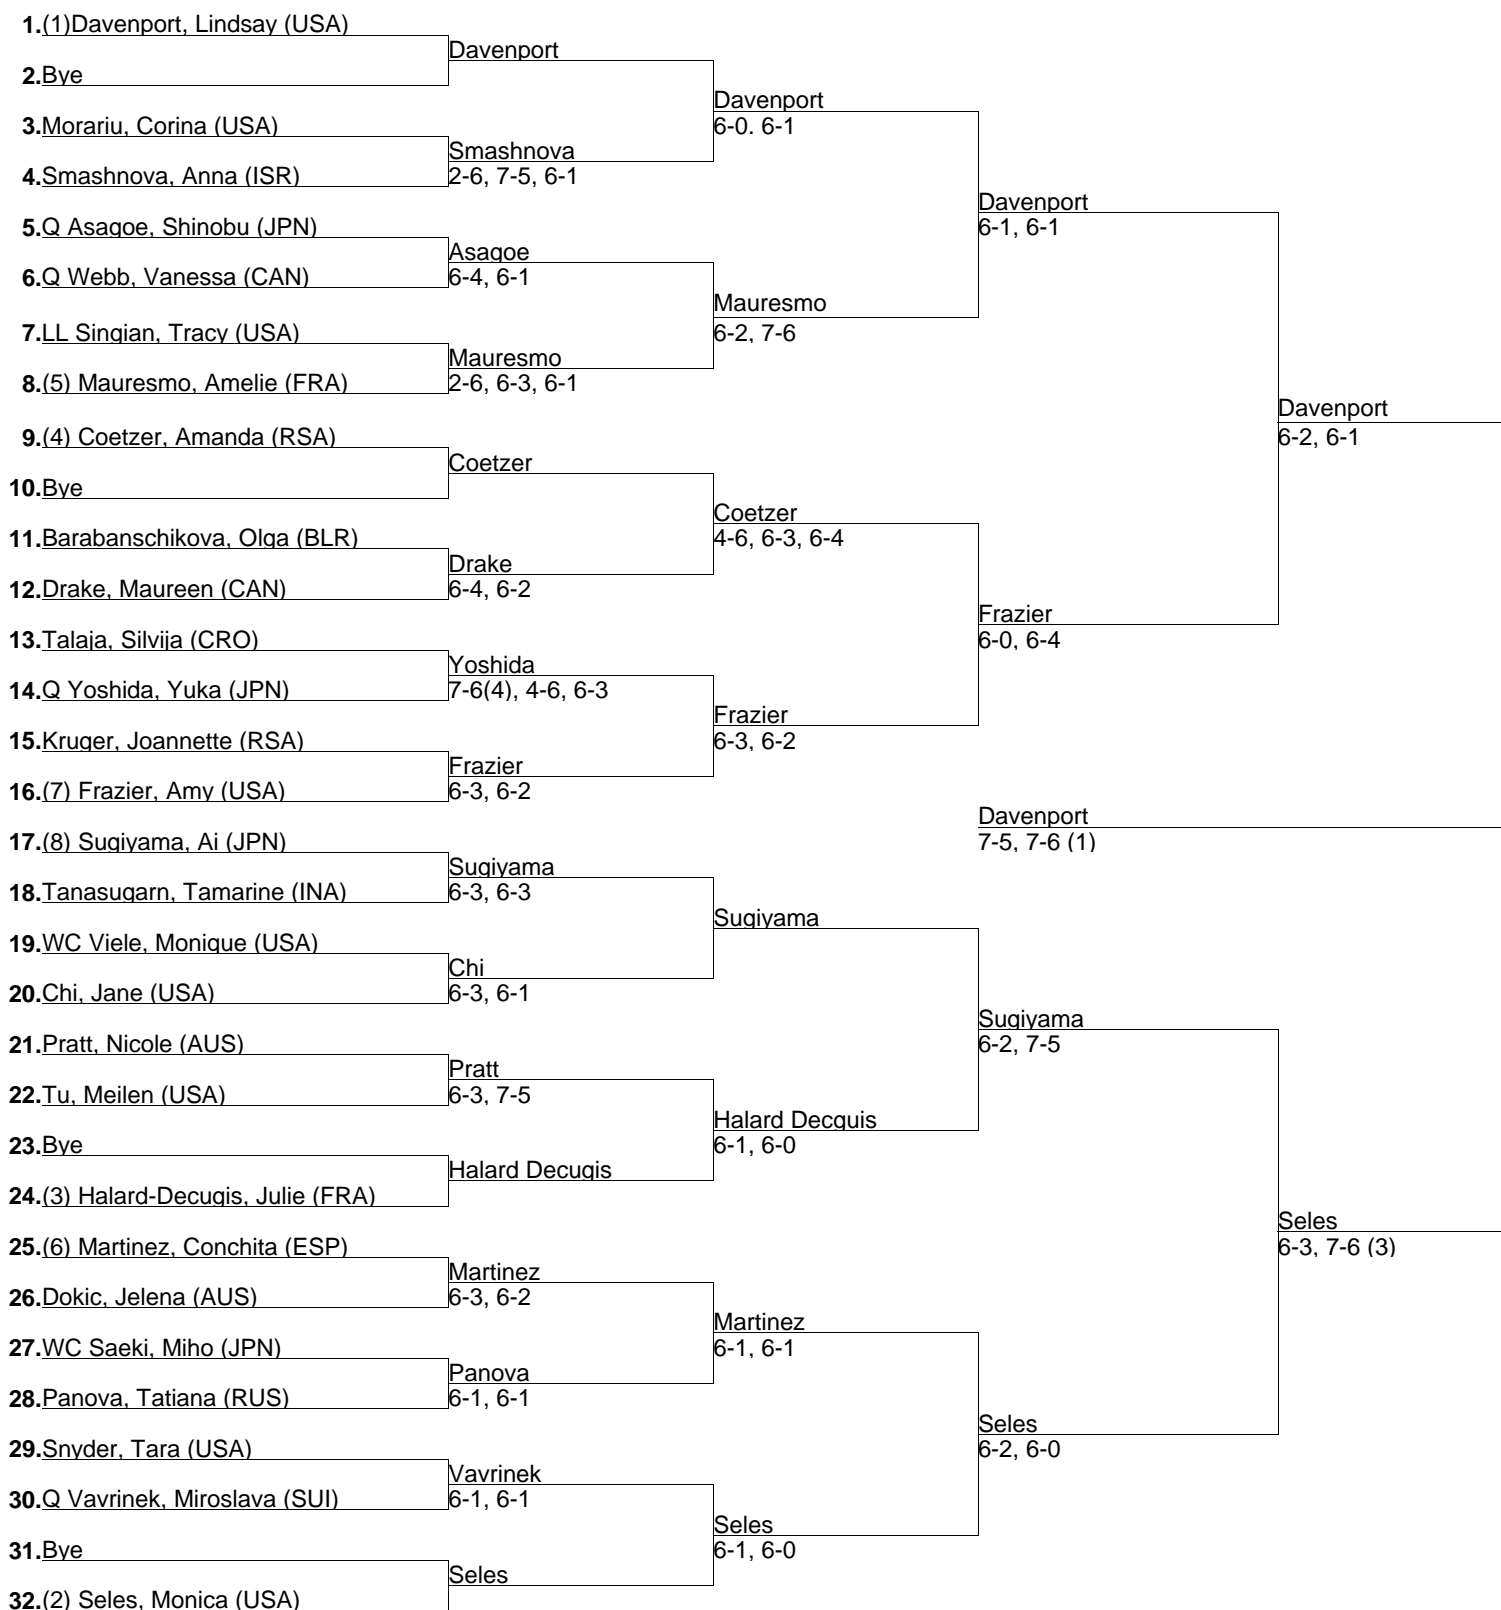 1.(1)Davenport, Lindsay (USA)
Davenport
2.Bye
Davenport
6-0. 6-1
3.Morariu, Corina (USA)
Smashnova
2-6, 7-5, 6-1
4.Smashnova, Anna (ISR)
Davenport
6-1, 6-1
5.Q Asagoe, Shinobu (JPN)
Asagoe
6-4, 6-1
6.Q Webb, Vanessa (CAN)
Mauresmo
6-2, 7-6
7.LL Singian, Tracy (USA)
Mauresmo
2-6, 6-3, 6-1
8.(5) Mauresmo, Amelie (FRA)
Davenport
6-2, 6-1
9.(4) Coetzer, Amanda (RSA)
Coetzer
10.Bye
Coetzer
4-6, 6-3, 6-4
11.Barabanschikova, Olga (BLR)
Drake
6-4, 6-2
12.Drake, Maureen (CAN)
Frazier
6-0, 6-4
13.Talaja, Silvija (CRO)
Yoshida
7-6(4), 4-6, 6-3
14.Q Yoshida, Yuka (JPN)
Frazier
6-3, 6-2
15.Kruger, Joannette (RSA)
Frazier
6-3, 6-2
16.(7) Frazier, Amy (USA)
Davenport
7-5, 7-6 (1)
17.(8) Sugiyama, Ai (JPN)
Sugiyama
6-3, 6-3
18.Tanasugarn, Tamarine (INA)
Sugiyama
19.WC Viele, Monique (USA)
Chi
6-3, 6-1
20.Chi, Jane (USA)
Sugiyama
6-2, 7-5
21.Pratt, Nicole (AUS)
Pratt
6-3, 7-5
22.Tu, Meilen (USA)
Halard Decguis
6-1, 6-0
23.Bye
Halard Decugis
24.(3) Halard-Decugis, Julie (FRA)
Seles
6-3, 7-6 (3)
25.(6) Martinez, Conchita (ESP)
Martinez
6-3, 6-2
26.Dokic, Jelena (AUS)
Martinez
6-1, 6-1
27.WC Saeki, Miho (JPN)
Panova
6-1, 6-1
28.Panova, Tatiana (RUS)
Seles
6-2, 6-0
29.Snyder, Tara (USA)
Vavrinek
6-1, 6-1
30.Q Vavrinek, Miroslava (SUI)
Seles
6-1, 6-0
31.Bye
Seles
32.(2) Seles, Monica (USA)